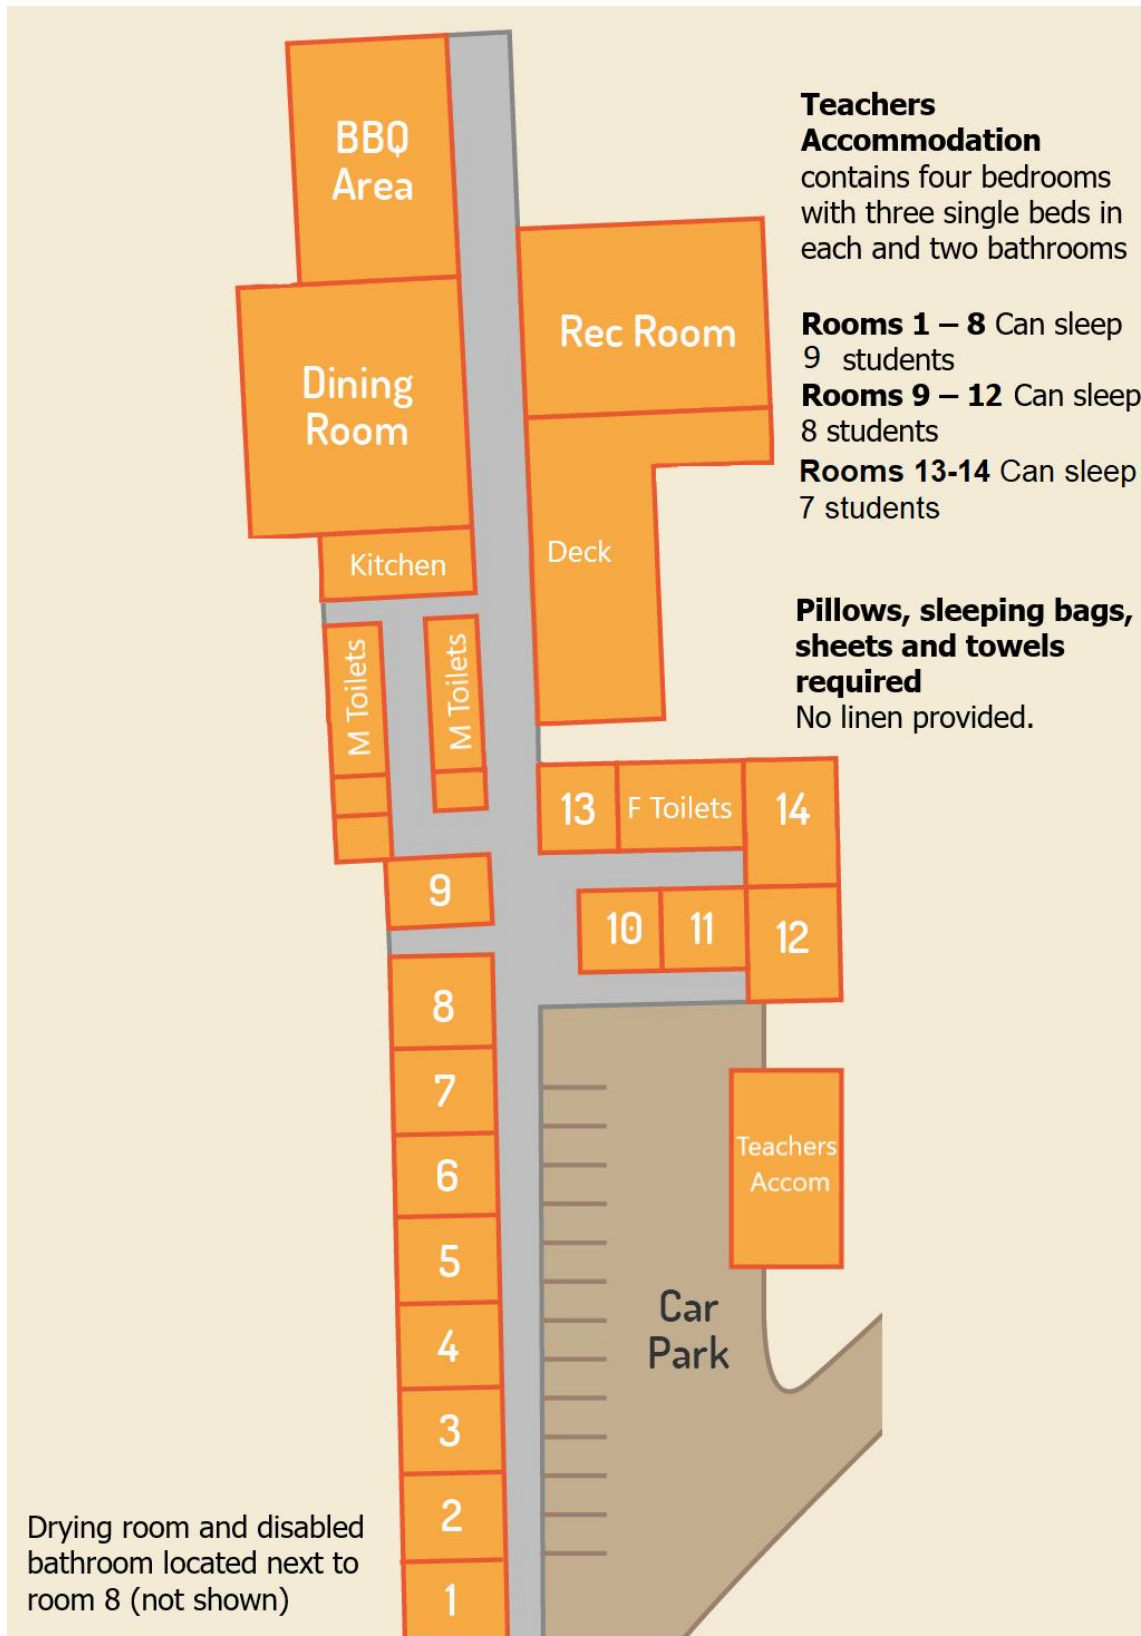 BBQ
Area
Teachers
Accommodation
contains four bedrooms
with three single beds in
each and two bathrooms
Rec Room
Rooms 1 – 8 Can sleep
9 students
Rooms 9 – 12 Can sleep
8 students
Rooms 13-14 Can sleep
7 students
Dining
Room
Kitchen
Deck
Pillows, sleeping bags,
sheets and towels
required
No linen provided.
M Toilets
M Toilets
13
F Toilets
14
9
10
11
12
8
7
6
5
4
3
2
1
Teachers
Accom
Car
Park
Drying room and disabled
bathroom located next to
room 8 (not shown)